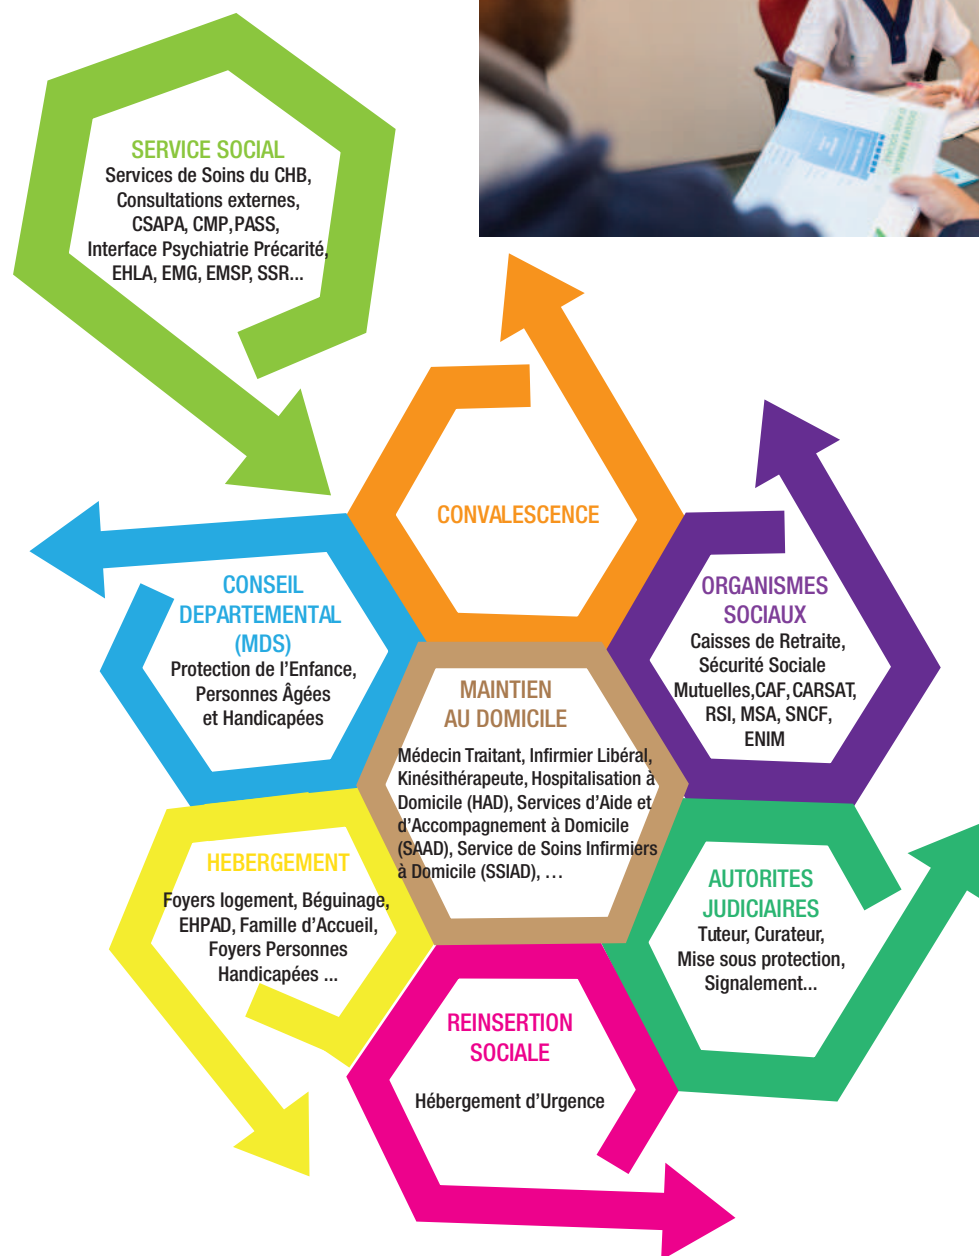 DOSSIER FAMILIAL
D'AIDE SOCIALE
SERVICE SOCIAL
Services de Soins du CHB,
Consultations externes,
CSAPA, CMP, PASS,
Interface Psychiatrie Précarité,
EHLA, EMG, EMSP, SSR...
CONVALESCENCE
CONSEIL
DEPARTEMENTAL
(MDS)
Protection de l'Enfance,
Personnes Âgées
et Handicapées
ORGANISMES
SOCIAUX
Caisses de Retraite,
Sécurité Sociale
Mutuelles,CAF, CARSAT,
RSI, MSA, SNCF,
ENIM
MAINTIEN
AU DOMICILE
Médecin Traitant, Infirmier Libéral,
Kinésithérapeute, Hospitalisation à
Domicile (HAD), Services d'Aide et
d'Accompagnement à Domicile
(SAAD), Service de Soins Infirmiers
à Domicile (SSIAD), ...
HEBERGEMENT
Foyers logement, Béguinage,
EHPAD, Famille d'Accueil,
Foyers Personnes
Handicapées ...
AUTORITES
JUDICIAIRES
Tuteur, Curateur,
Mise sous protection,
Signalement...
REINSERTION
SOCIALE
Hébergement d'Urgence